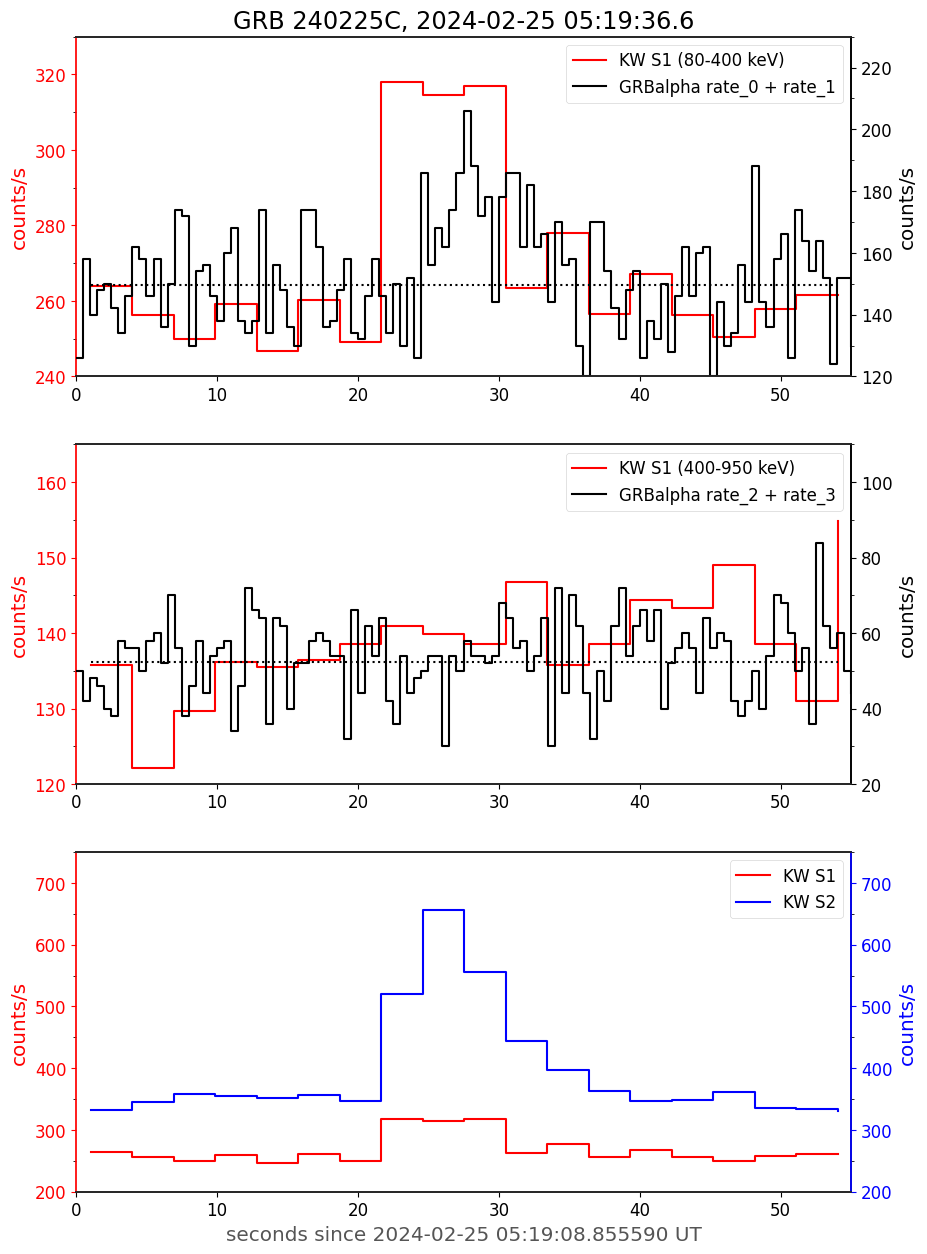 GRB 240225C, 2024-02-25 05:19:36.6
KW S1 (80-400 keV)
GRBalpha rate_0 + rate_1
counts/s
320
300
280
260
240
220
200
180
160
140
120
counts/s
0 10 20 30 40 50
KW S1 (400-950 keV)
GRBalpha rate_2 + rate_3
counts/s
160
150
140
130
120
100
80
60
40
20
counts/s
0 10 20 30 40 50
KW S1
KW S2
counts/s
700
600
500
400
300
200
700
600
500
400
300
200
counts/s
0 10 20 30 40 50
seconds since 2024-02-25 05:19:08.855590 UT